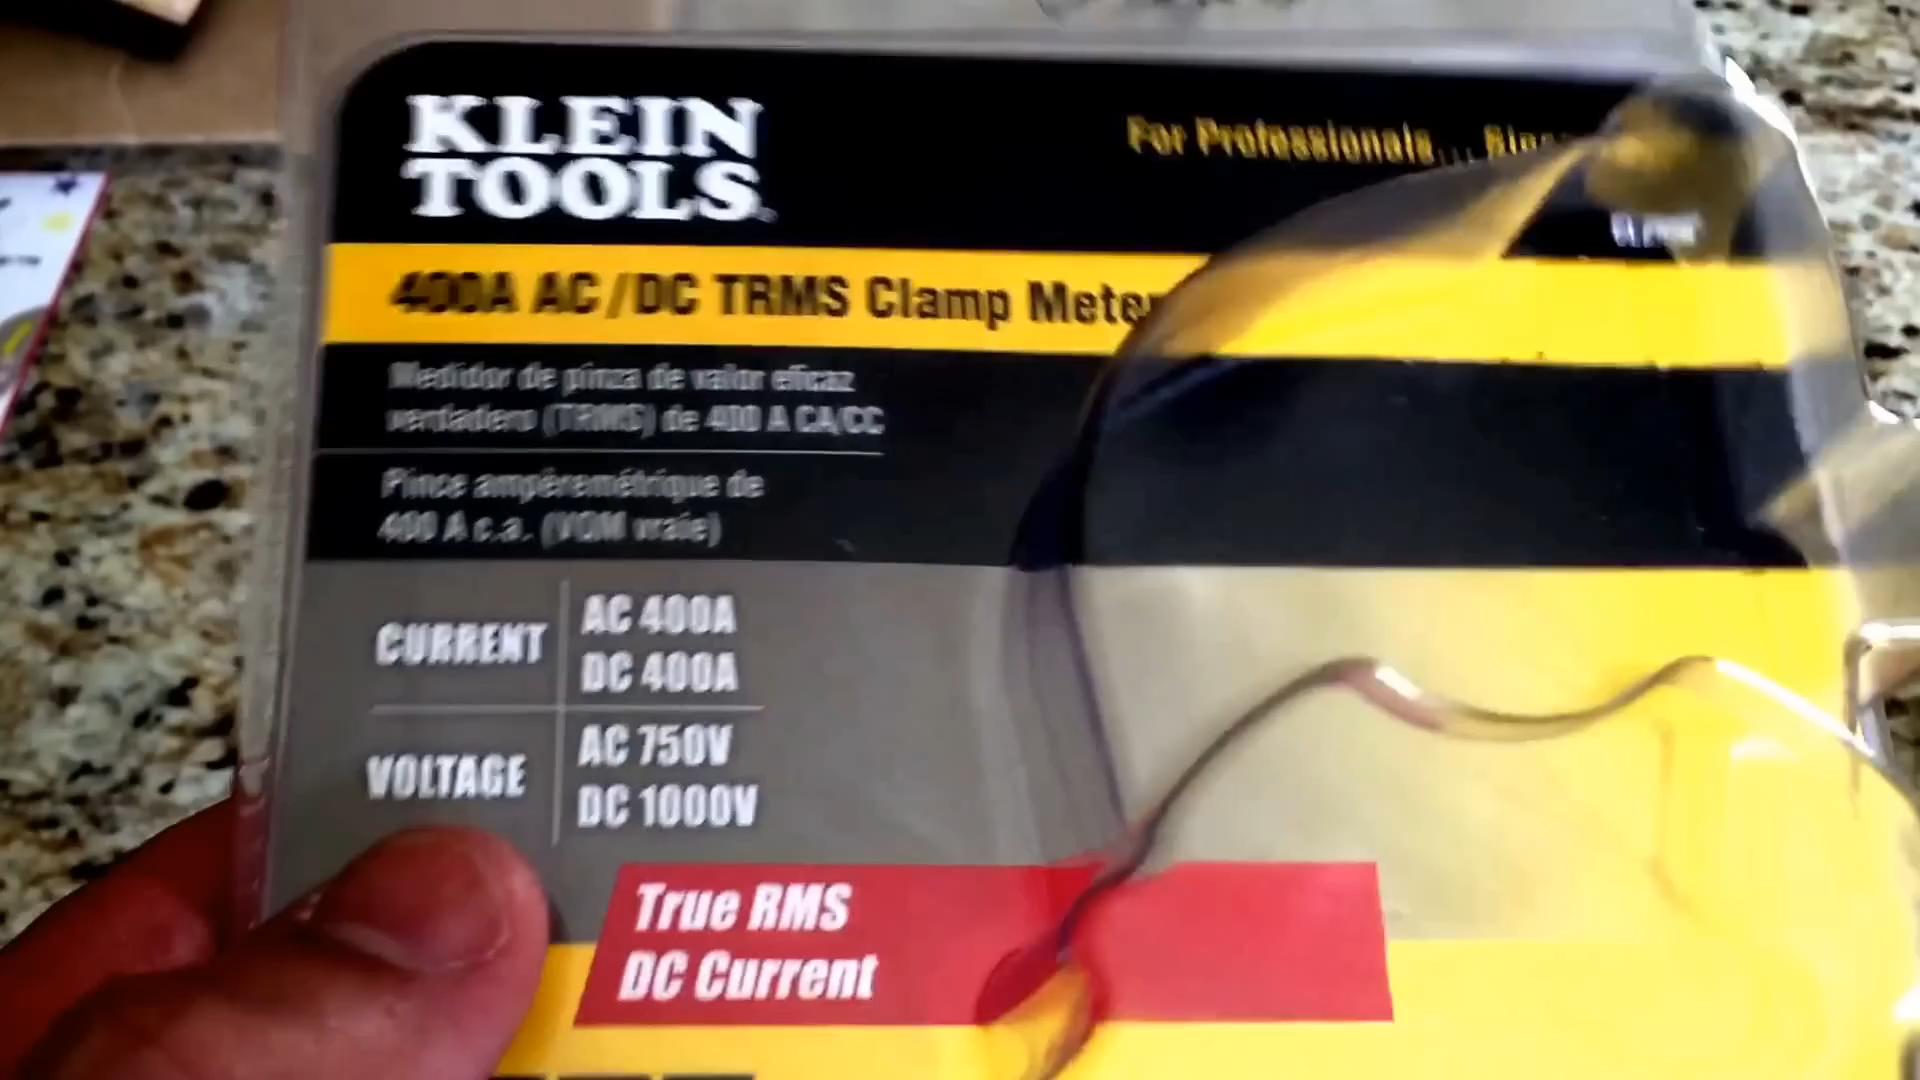 KLEIN
TOOLS
For Professionals...
400A AC/DC TRMS Clamp Meter
Medidor de pinza de valor eficaz
verdadero (TRMS) de 400 A CA/CC
Pince ampèremétrique de
400 A c.a. (VOM vraie)
CURRENT
AC 400A
DC 400A
VOLTAGE
AC 750V
DC 1000V
True RMS
DC Current